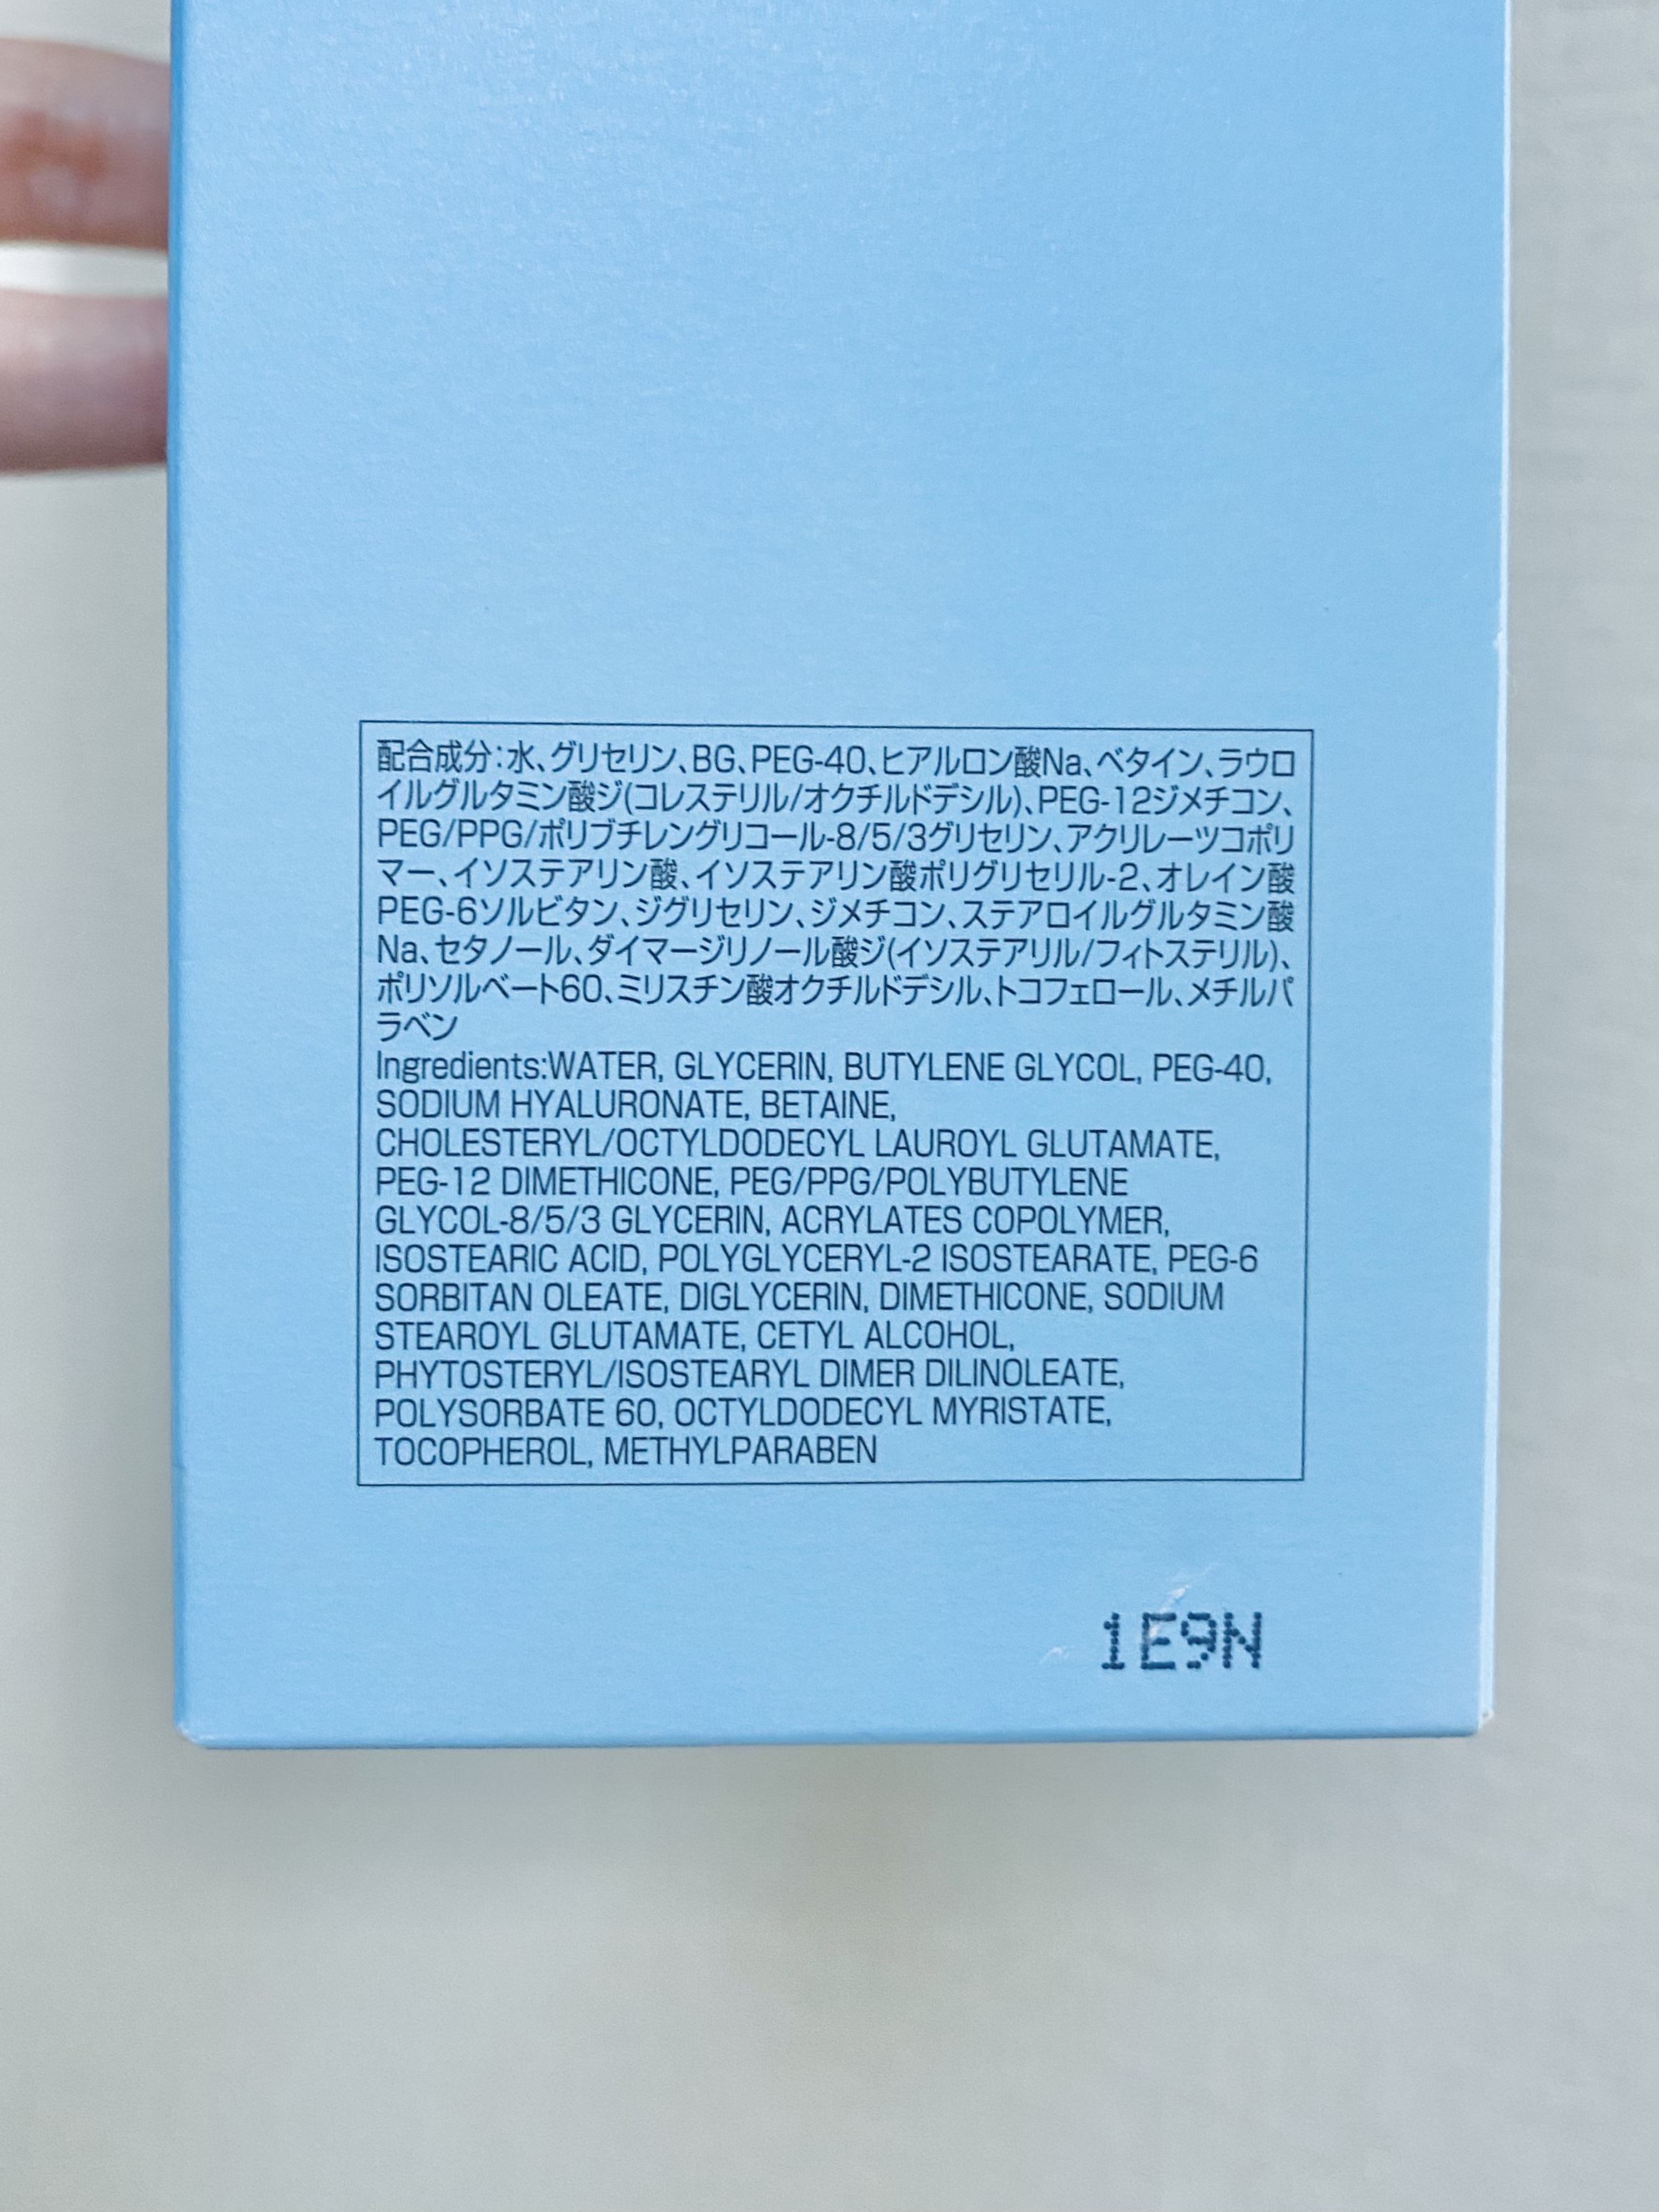 配合成分:水、グリセリン、BG、PEG-40、ヒアルロン酸Na、ベタイン、ラウロ
イルグルタミン酸ジ(コレステリル/オクチルドデシル)、PEG-12ジメチコン、
PEG/PPG/ポリブチレングリコール-8/5/3グリセリン、アクリレーツコポリ
マー、イソステアリン酸、イソステアリン酸ポリグリセリル-2、オレイン酸
PEG-6ソルビタン、ジグリセリン、ジメチコン、ステアロイルグルタミン酸
Na、セタノール、ダイマージリノール酸ジ(イソステアリル/フィトステリル)、
ポリソルベート60、ミリスチン酸オクチルドデシル、トコフェロール、メチルパ
ラベン
Ingredients:WATER, GLYCERIN, BUTYLENE GLYCOL, PEG-40,
SODIUM HYALURONATE, BETAINE,
CHOLESTERYL/OCTYLDODECYL LAUROYL GLUTAMATE,
PEG-12 DIMETHICONE, PEG/PPG/POLYBUTYLENE
GLYCOL-8/5/3 GLYCERIN, ACRYLATES COPOLYMER,
ISOSTEARIC ACID, POLYGLYCERYL-2 ISOSTEARATE, PEG-6
SORBITAN OLEATE, DIGLYCERIN, DIMETHICONE, SODIUM
STEAROYL GLUTAMATE, CETYL ALCOHOL,
PHYTOSTERYL/ISOSTEARYL DIMER DILINOLEATE,
POLYSORBATE 60, OCTYLDODECYL MYRISTATE,
TOCOPHEROL, METHYLPARABEN
1E9N